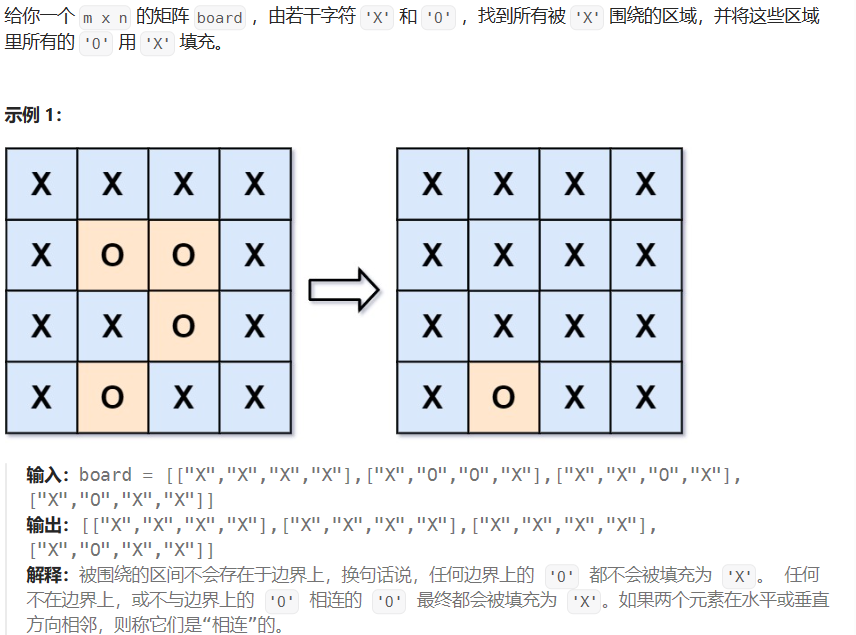 给你一个 m x n 的矩阵 board ，由若干字符 'X' 和 'O' ，找到所有被 'X' 围绕的区域，并将这些区域
里所有的 'O' 用 'X' 填充。
示例 1：
X X X X
X O O X
X X O X
X O X X
X X X X
X X X X
X X X X
X O X X
输入：board = [["X","X","X","X"],["X","O","O","X"],["X","X","O","X"],
["X","O","X","X"]]
输出：[["X","X","X","X"],["X","X","X","X"],["X","X","X","X"],
["X","O","X","X"]]
解释：被围绕的区间不会存在于边界上，换句话说，任何边界上的 'O' 都不会被填充为 'X'。 任何
不在边界上，或不与边界上的 'O' 相连的 'O' 最终都会被填充为 'X'。如果两个元素在水平或垂直
方向相邻，则称它们是“相连”的。